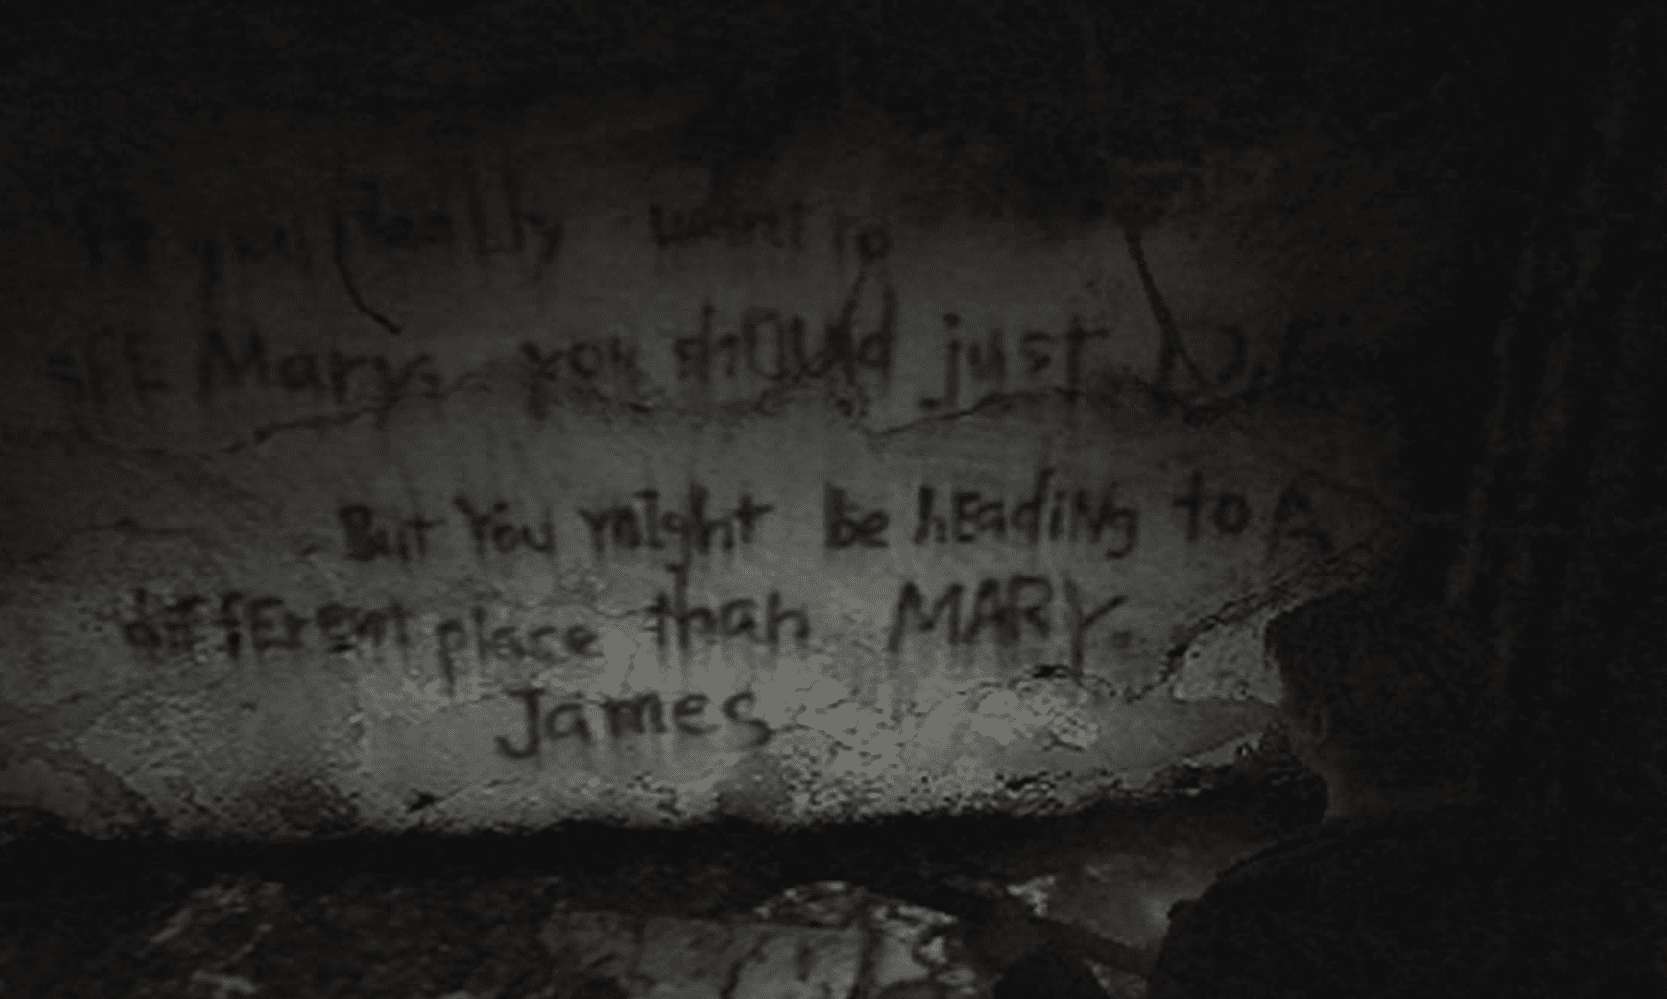 If you Really want to
SEE Mary, you should just
But You might be hEadiNg to A
diffErEnt place than MARY.
James